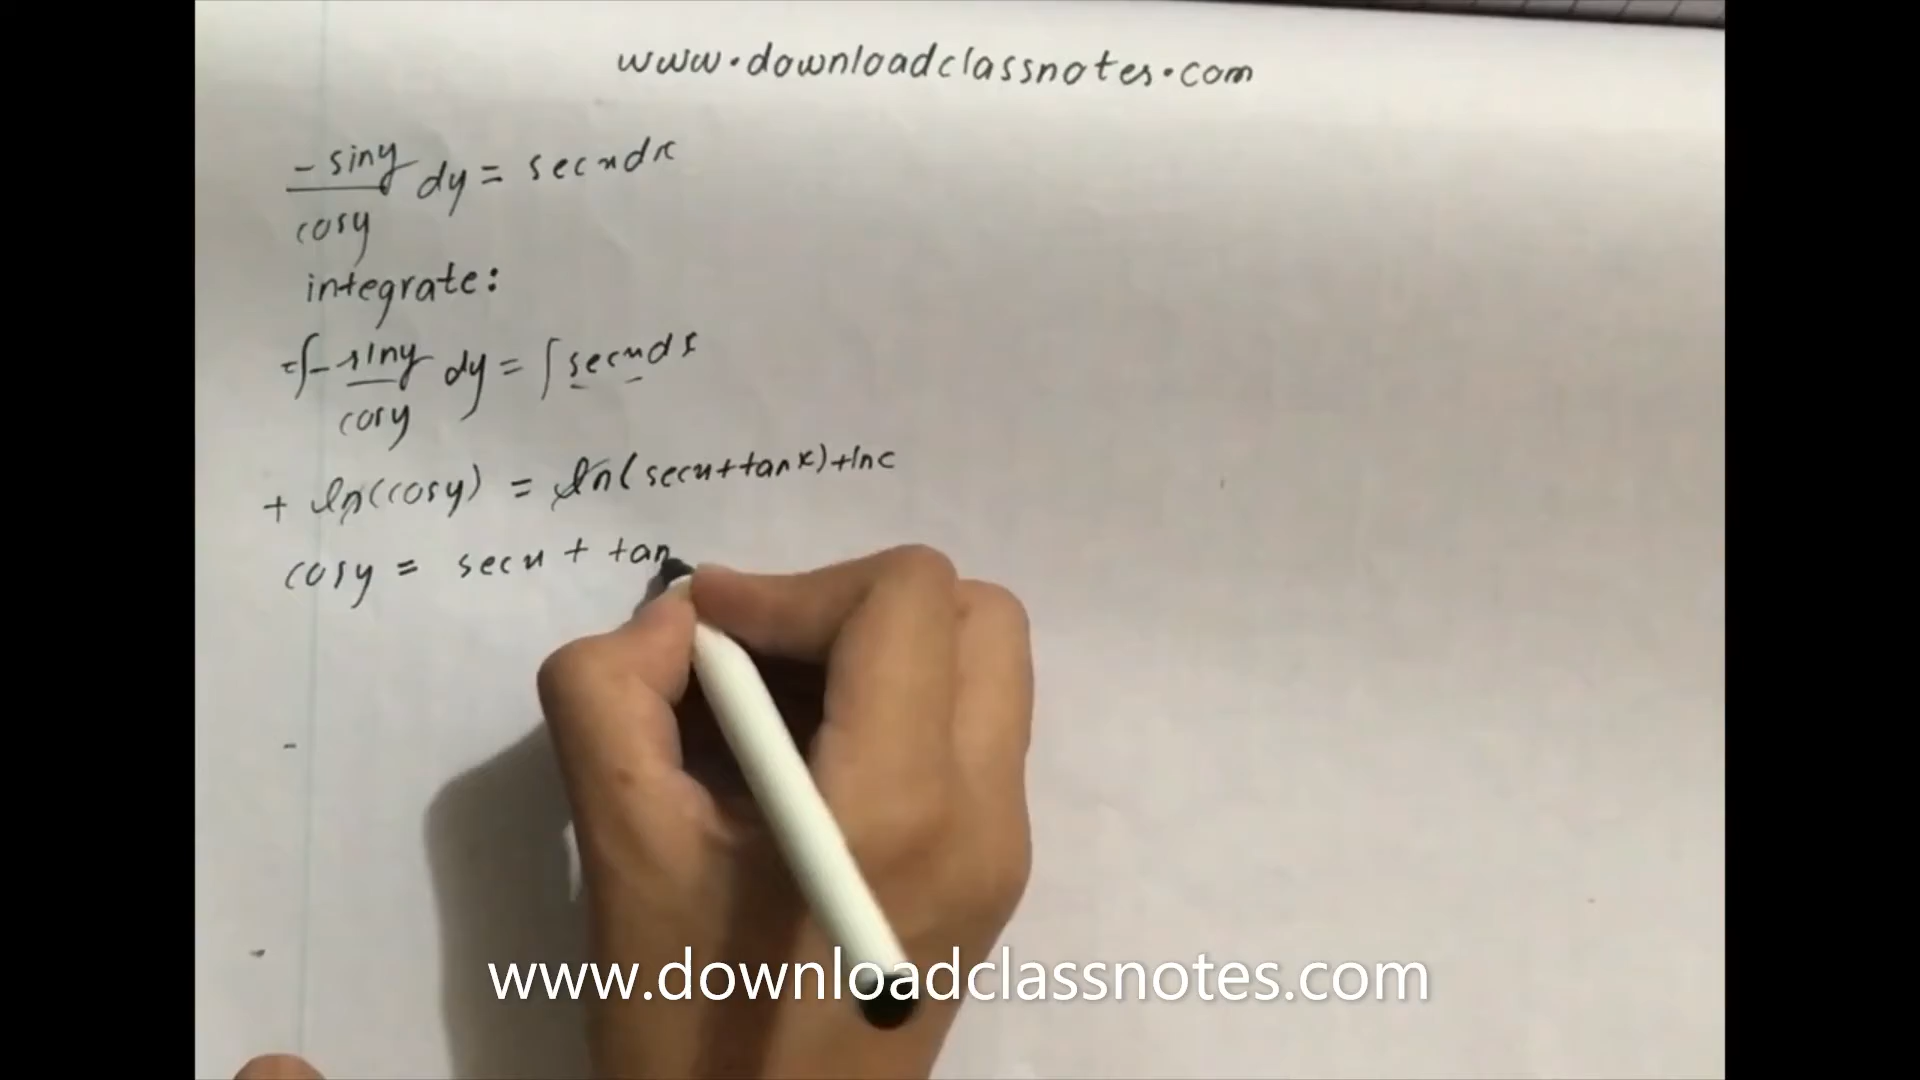 www.downloadclassnotes.com
-siny/cosy dy = secx dx
integrate:
=∫-siny/cosy dy = ∫secx dx
+ ln(cosy) = ln(secx+tanx)+lnc
cosy = secx + tan
www.downloadclassnotes.com